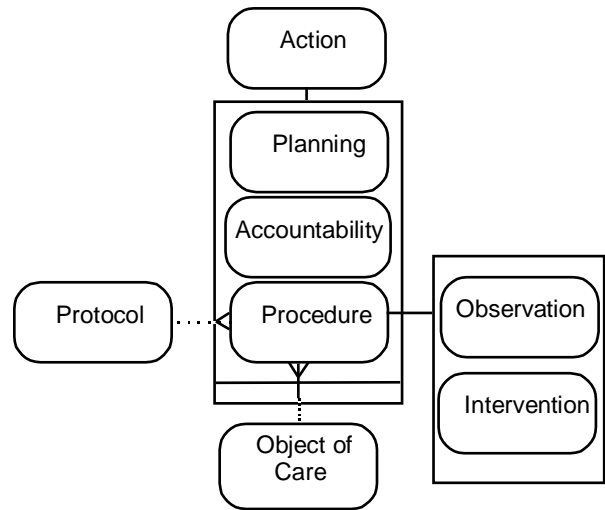 Action
Planning
Accountability
Protocol
Procedure
Observation
Intervention
Object of
Care